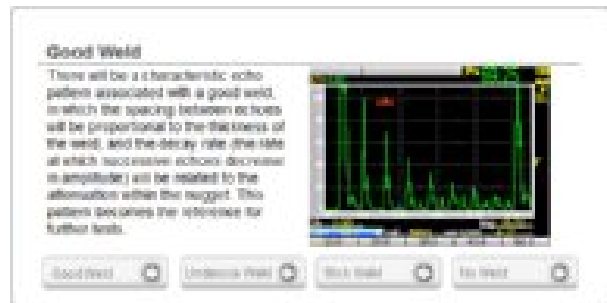 Good Weld
There will be a characteristic echo
pattern associated with a good weld,
in which the spacing between echoes
will be proportional to the thickness of
the weld, and the decay rate (the rate
at which successive echoes decrease
in amplitude) will be related to the
attenuation within the nugget. This
pattern becomes the reference for
further tests.
Good Weld
Undersize Weld
Stick Weld
No Weld